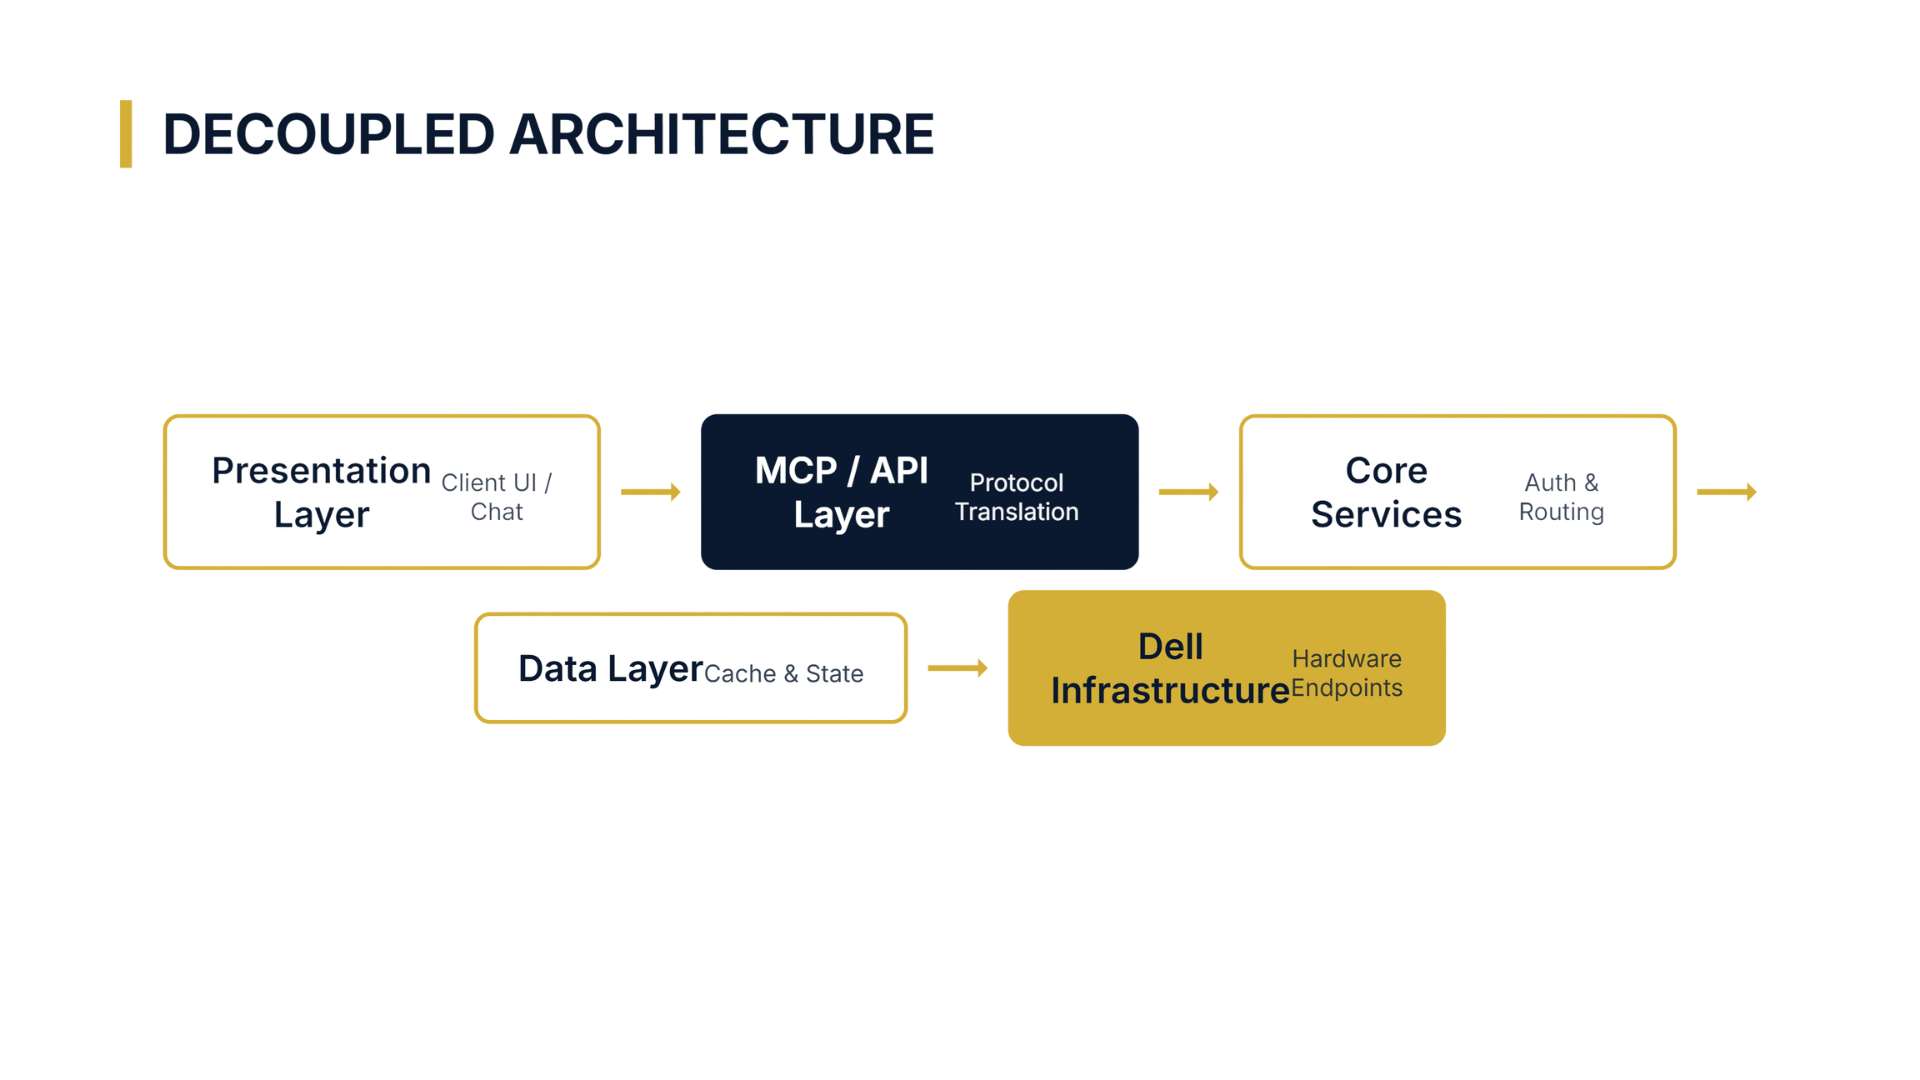 DECOUPLED ARCHITECTURE
Presentation
Layer
Client UI /
Chat
MCP / API
Layer
Protocol
Translation
Core
Services
Auth &
Routing
Data Layer
Cache & State
Dell
Infrastructure
Hardware
Endpoints